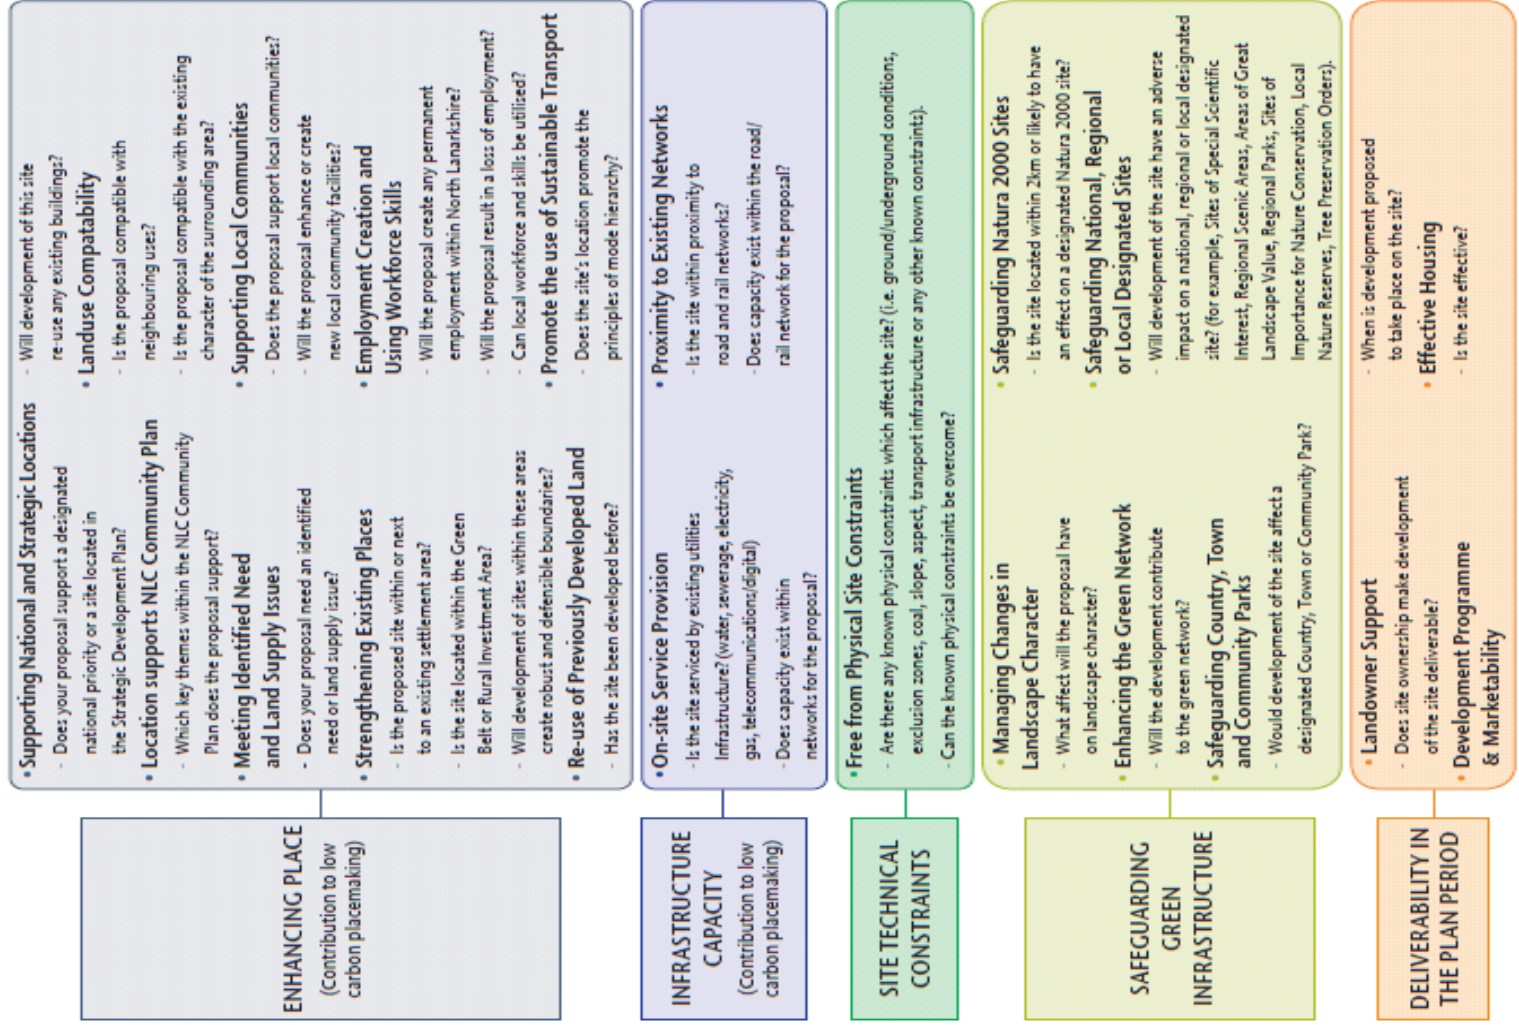 ENHANCING PLACE
(Contribution to low
carbon placemaking)
• Supporting National and Strategic Locations
- Does your proposal support a designated
national priority or a site located in
the Strategic Development Plan?
• Location supports NLC Community Plan
- Which key themes within the NLC Community
Plan does the proposal support?
• Meeting Identified Need
and Land Supply Issues
- Does your proposal need an identified
need or land supply issue?
• Strengthening Existing Places
- Is the proposed site within or next
to an existing settlement area?
- Is the site located within the Green
Belt or Rural Investment Area?
- Will development of sites within these areas
create robust and defensible boundaries?
• Re-use of Previously Developed Land
- Has the site been developed before?
- Will development of this site
re-use any existing buildings?
• Landuse Compatability
- Is the proposal compatible with
neighbouring uses?
- Is the proposal compatible with the existing
character of the surrounding area?
• Supporting Local Communities
- Does the proposal support local communities?
- Will the proposal enhance or create
new local community facilities?
• Employment Creation and
Using Workforce Skills
- Will the proposal create any permanent
employment within North Lanarkshire?
- Will the proposal result in a loss of employment?
- Can local workforce and skills be utilised?
• Promote the use of Sustainable Transport
- Does the site's location promote the
principles of mode hierarchy?
INFRASTRUCTURE
CAPACITY
(Contribution to low
carbon placemaking)
• On-site Service Provision
- Is the site serviced by existing utilities
Infrastructure? (water, sewerage, electricity,
gas, telecommunications/digital)
- Does capacity exist within
networks for the proposal?
• Proximity to Existing Networks
- Is the site within proximity to
road and rail networks?
- Does capacity exist within the road/
rail network for the proposal?
SITE TECHNICAL
CONSTRAINTS
• Free from Physical Site Constraints
- Are there any known physical constraints which affect the site? (i.e. ground/underground conditions,
exclusion zones, coal, slope, aspect, transport infrastructure or any other known constraints).
- Can the known physical constraints be overcome?
SAFEGUARDING
GREEN
INFRASTRUCTURE
• Managing Changes in
Landscape Character
- What affect will the proposal have
on landscape character?
• Enhancing the Green Network
- Will the development contribute
to the green network?
• Safeguarding Country, Town
and Community Parks
- Would development of the site affect a
designated Country, Town or Community Park?
• Safeguarding Natura 2000 Sites
- Is the site located within 2km or likely to have
an effect on a designated Natura 2000 site?
• Safeguarding National, Regional
or Local Designated Sites
- Will development of the site have an adverse
impact on a national, regional or local designated
site? (for example, Sites of Special Scientific
Interest, Regional Scenic Areas, Areas of Great
Landscape Value, Regional Parks, Sites of
Importance for Nature Conservation, Local
Nature Reserves, Tree Preservation Orders).
DELIVERABILITY IN
THE PLAN PERIOD
• Landowner Support
- Does site ownership make development
of the site deliverable?
• Development Programme
& Marketability
- When is development proposed
to take place on the site?
• Effective Housing
- Is the site effective?